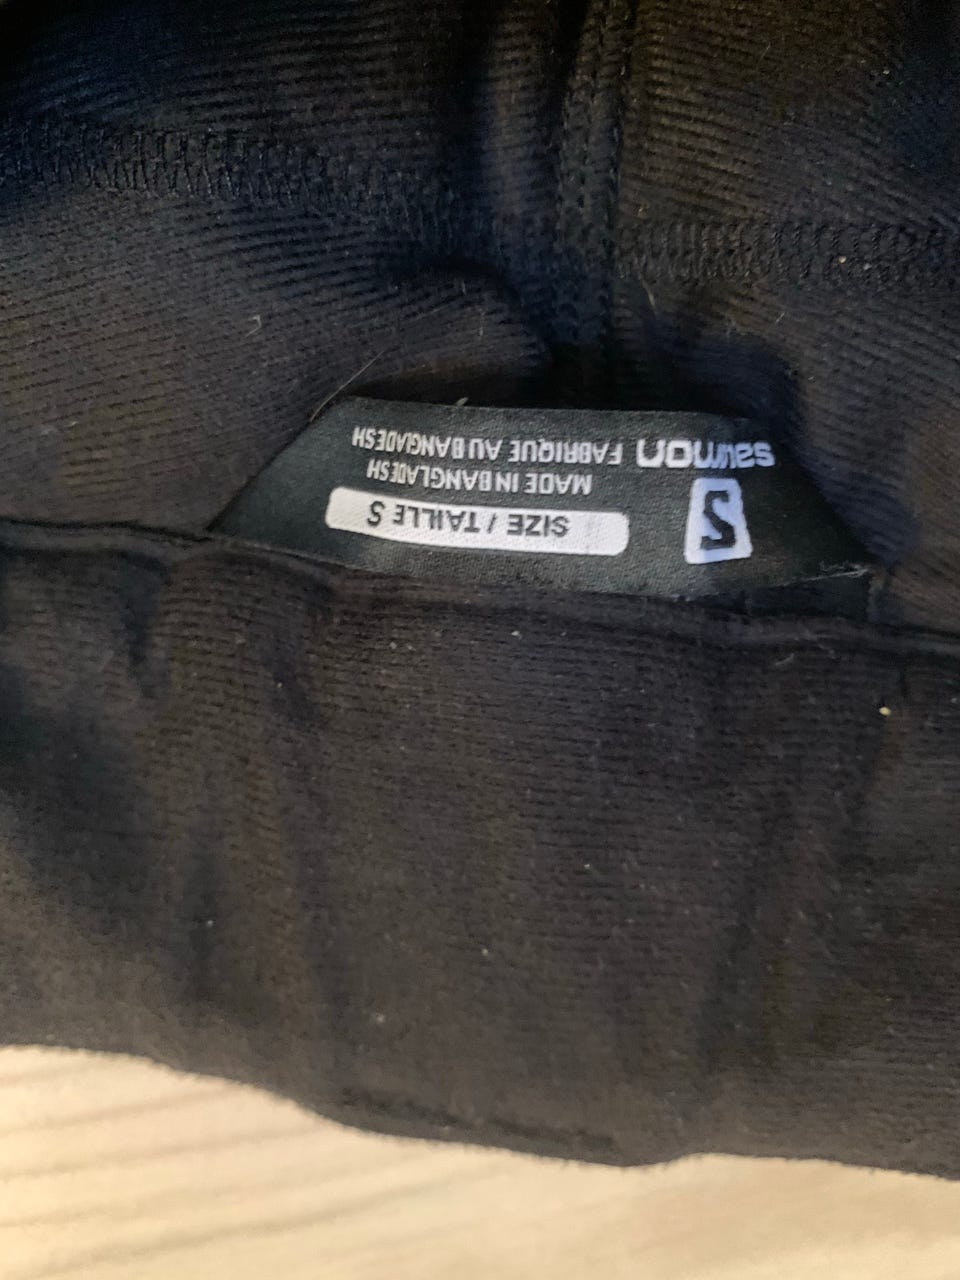 SIZE / TAILLE S
MADE IN BANGLADESH
salomon FABRIQUE AU BANGLADESH